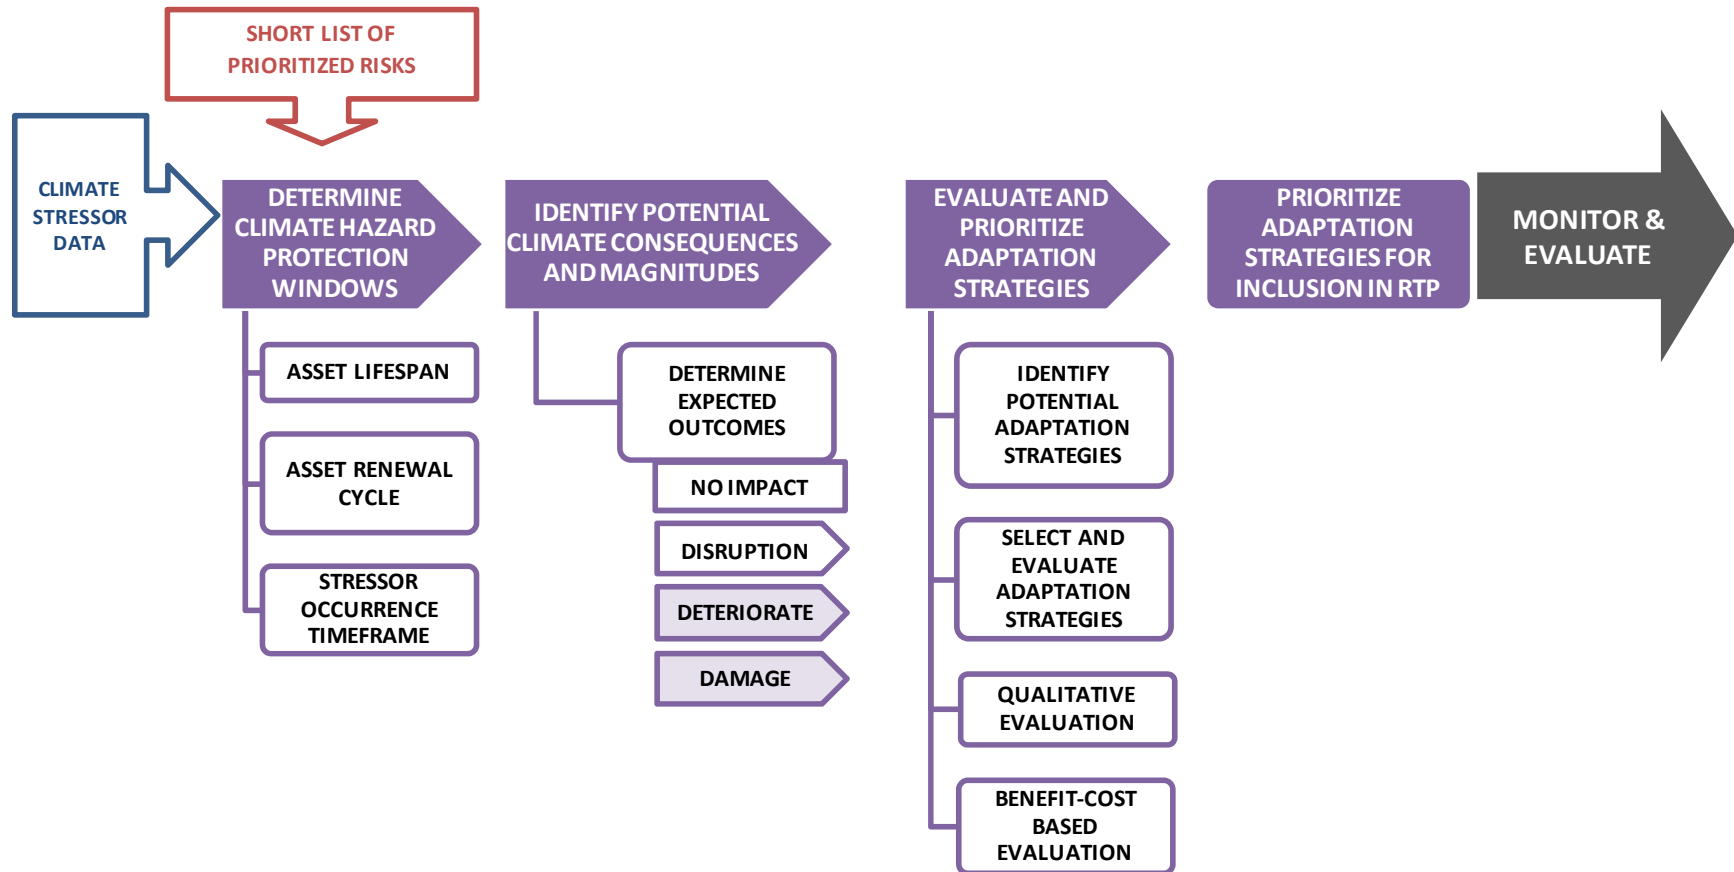 SHORT LIST OF
PRIORITIZED RISKS
CLIMATE
STRESSOR
DATA
DETERMINE
CLIMATE HAZARD
PROTECTION
WINDOWS
IDENTIFY POTENTIAL
CLIMATE CONSEQUENCES
AND MAGNITUDES
EVALUATE AND
PRIORITIZE
ADAPTATION
STRATEGIES
PRIORITIZE
ADAPTATION
STRATEGIES FOR
INCLUSION IN RTP
MONITOR &
EVALUATE
ASSET LIFESPAN
ASSET RENEWAL
CYCLE
STRESSOR
OCCURRENCE
TIMEFRAME
DETERMINE
EXPECTED
OUTCOMES
NO IMPACT
DISRUPTION
DETERIORATE
DAMAGE
IDENTIFY
POTENTIAL
ADAPTATION
STRATEGIES
SELECT AND
EVALUATE
ADAPTATION
STRATEGIES
QUALITATIVE
EVALUATION
BENEFIT-COST
BASED
EVALUATION